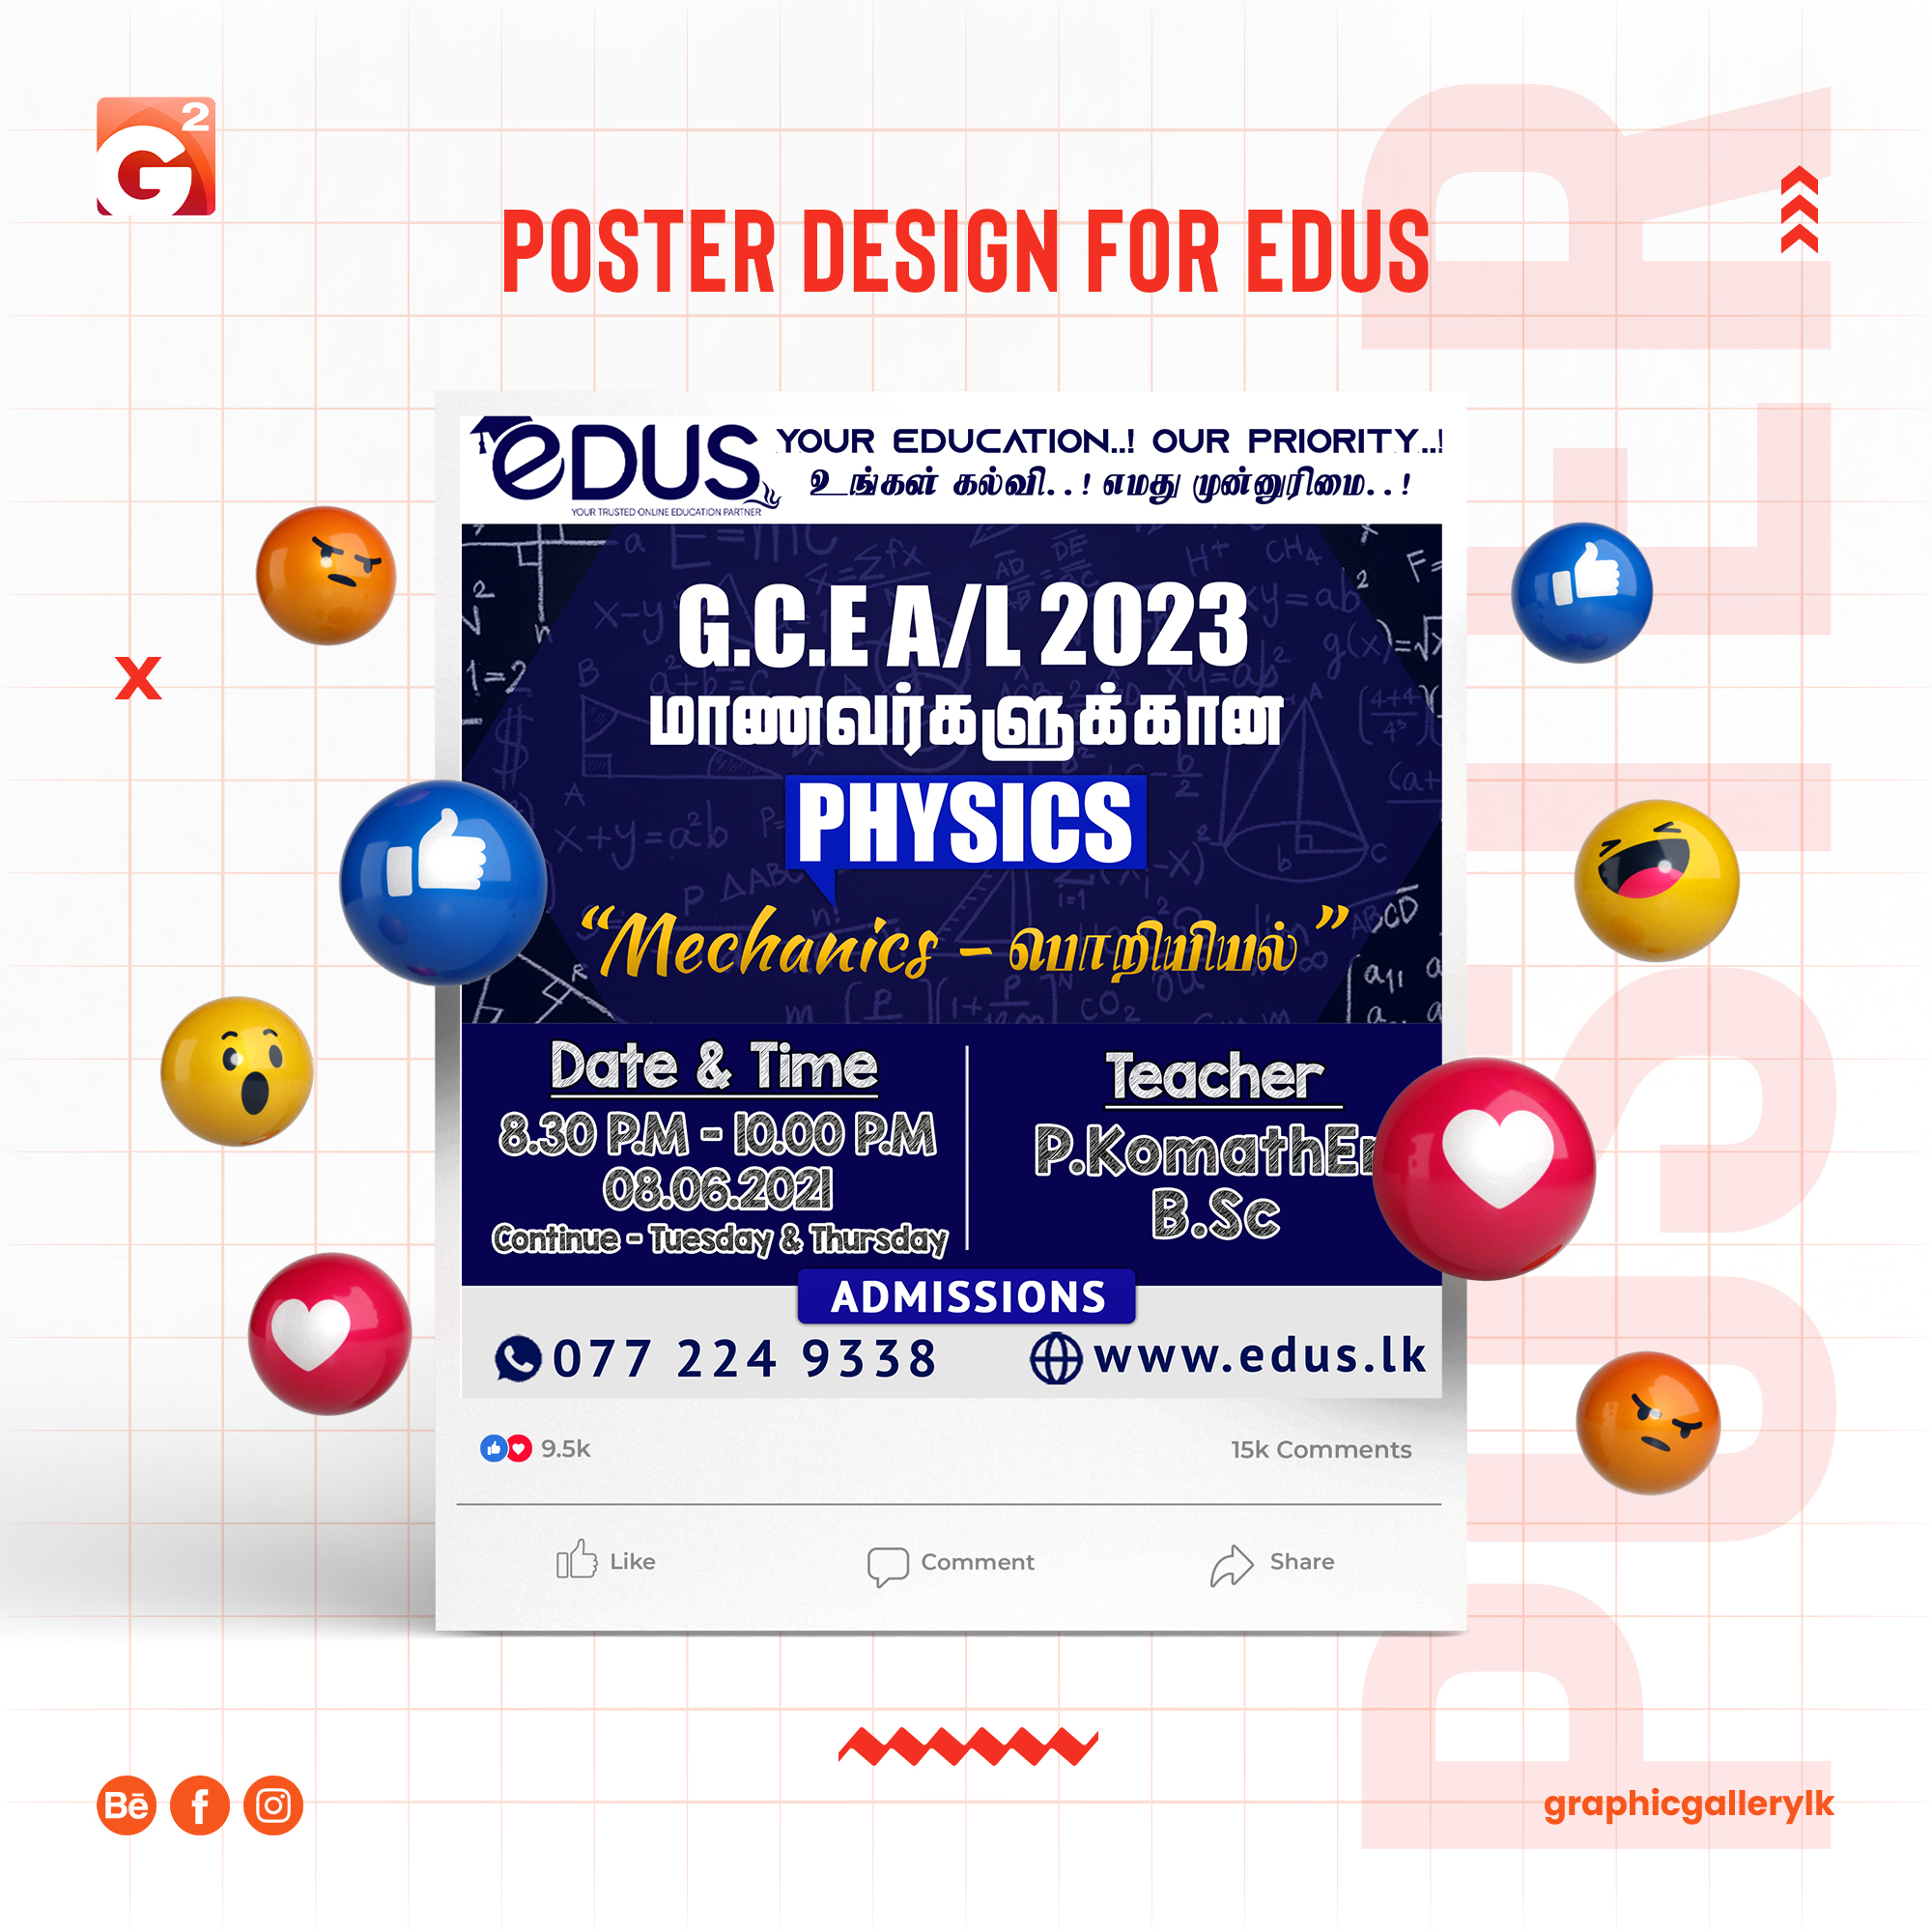 G2
POSTER DESIGN FOR EDUS
eDUS
YOUR TRUSTED ONLINE EDUCATION PARTNER
YOUR EDUCATION..! OUR PRIORITY..!
உங்கள் கல்வி..! எமது முன்னுரிமை..!
G.C.E A/L 2023
மாணவர்களுக்கான
PHYSICS
“Mechanics – பொறியியல்”
Date & Time
8.30 P.M - 10.00 P.M
08.06.2021
Continue - Tuesday & Thursday
Teacher
B.Sc
ADMISSIONS
077 224 9338
www.edus.lk
9.5k
15k Comments
Like
Comment
Share
POSTER
Bē
graphicgallerylk